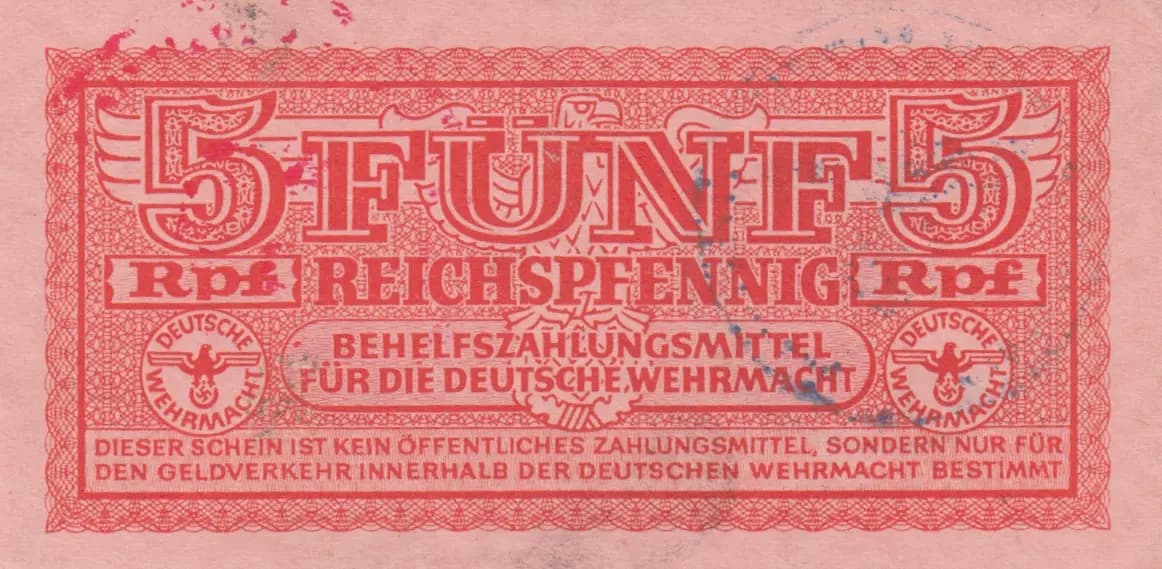 5 FÜNF 5
Rpf REICHSPFENNIG Rpf
DEUTSCHE WEHRMACHT
BEHELFSZAHLUNGSMITTEL
FÜR DIE DEUTSCHE WEHRMACHT
DEUTSCHE WEHRMACHT
DIESER SCHEIN IST KEIN ÖFFENTLICHES ZAHLUNGSMITTEL, SONDERN NUR FÜR
DEN GELDVERKEHR INNERHALB DER DEUTSCHEN WEHRMACHT BESTIMMT